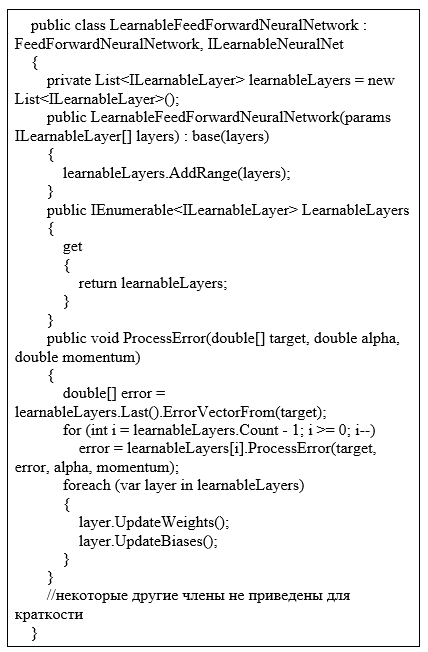 public class LearnableFeedForwardNeuralNetwork :
FeedForwardNeuralNetwork, ILearnableNeuralNet
{
private List<ILearnableLayer> learnableLayers = new
List<ILearnableLayer>();
public LearnableFeedForwardNeuralNetwork(params
ILearnableLayer[] layers) : base(layers)
{
learnableLayers.AddRange(layers);
}
public IEnumerable<ILearnableLayer> LearnableLayers
{
get
{
return learnableLayers;
}
}
public void ProcessError(double[] target, double alpha,
double momentum)
{
double[] error =
learnableLayers.Last().ErrorVectorFrom(target);
for (int i = learnableLayers.Count - 1; i >= 0; i--)
error = learnableLayers[i].ProcessError(target,
error, alpha, momentum);
foreach (var layer in learnableLayers)
{
layer.UpdateWeights();
layer.UpdateBiases();
}
}
//некоторые другие члены не приведены для
краткости
}